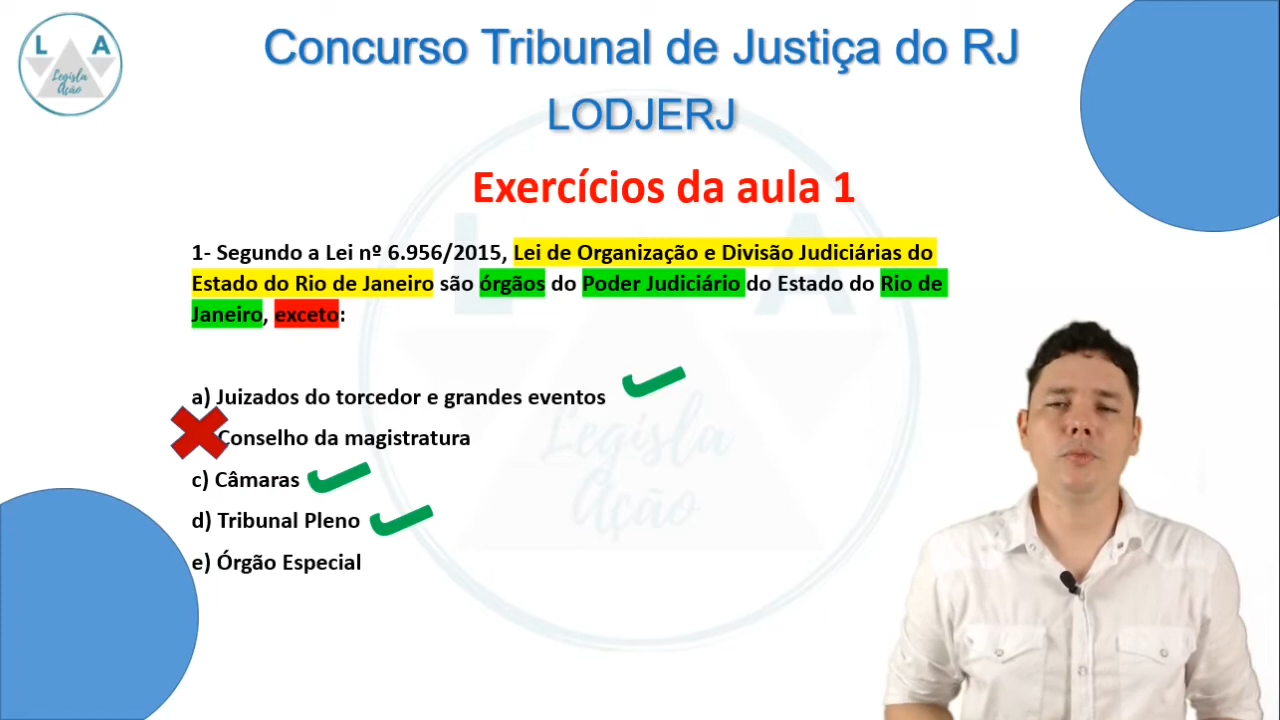 L A
Legisla
Ação
Concurso Tribunal de Justiça do RJ
LODJERJ
Exercícios da aula 1
1- Segundo a Lei nº 6.956/2015, Lei de Organização e Divisão Judiciárias do
Estado do Rio de Janeiro são órgãos do Poder Judiciário do Estado do Rio de
Janeiro, exceto:
a) Juizados do torcedor e grandes eventos
Conselho da magistratura
c) Câmaras
d) Tribunal Pleno
e) Órgão Especial
L A
Legisla
Ação